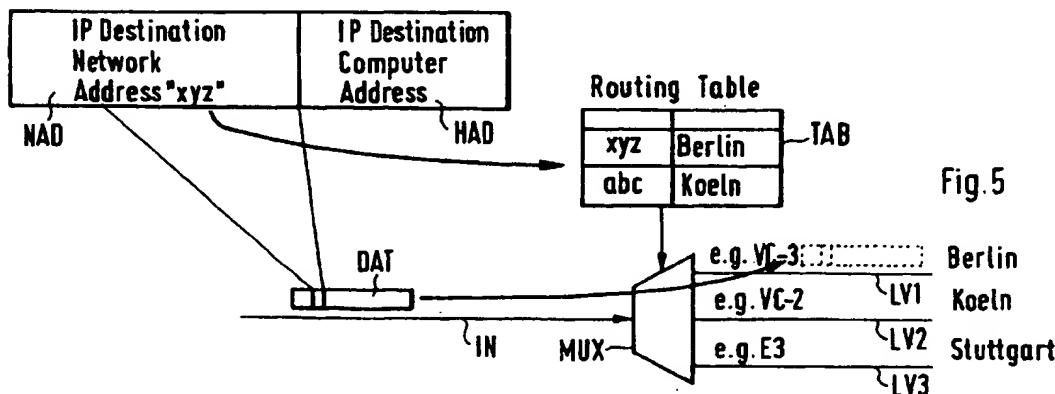 IP Destination
Network
Address "xyz"
IP Destination
Computer
Address
NAD
HAD
Routing Table
xyz Berlin
abc Koeln
TAB
Fig.5
DAT
IN
MUX
e.g. VC-3
Berlin
LV1
e.g. VC-2
Koeln
LV2
e.g. E3
Stuttgart
LV3